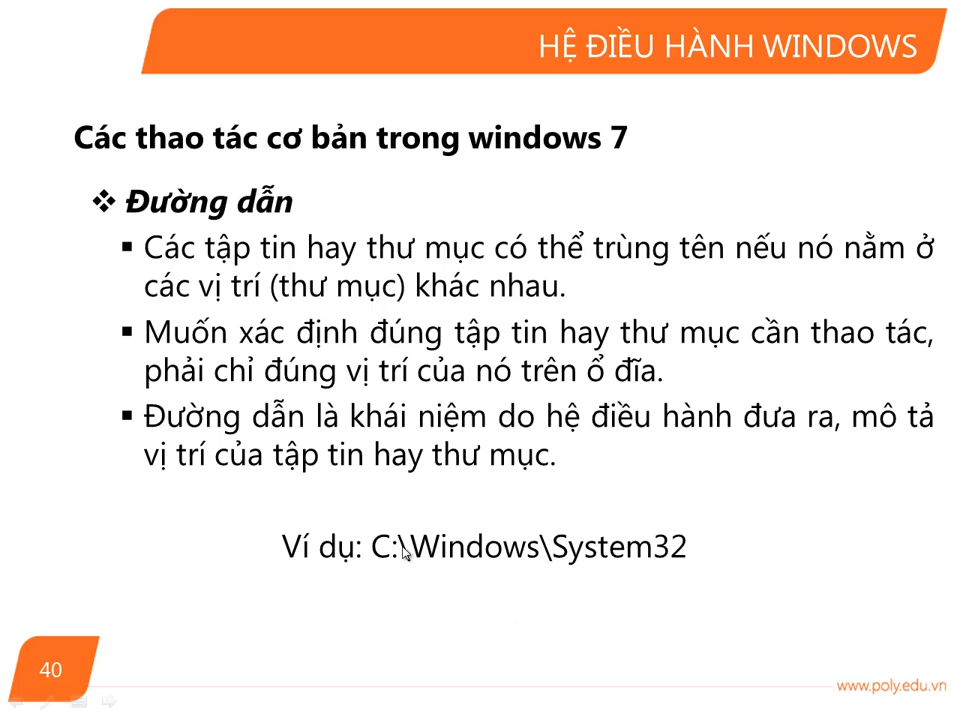 HỆ ĐIỀU HÀNH WINDOWS
Các thao tác cơ bản trong windows 7
Đường dẫn
Các tập tin hay thư mục có thể trùng tên nếu nó nằm ở
các vị trí (thư mục) khác nhau.
Muốn xác định đúng tập tin hay thư mục cần thao tác,
phải chỉ đúng vị trí của nó trên ổ đĩa.
Đường dẫn là khái niệm do hệ điều hành đưa ra, mô tả
vị trí của tập tin hay thư mục.
Ví dụ: C:\Windows\System32
40
www.poly.edu.vn